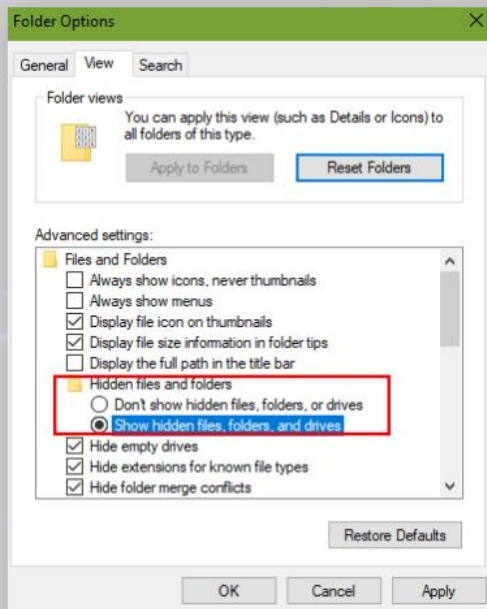 Folder Options
General View Search
Folder views
You can apply this view (such as Details or Icons) to
all folders of this type.
Apply to Folders Reset Folders
Advanced settings:
Files and Folders
Always show icons, never thumbnails
Always show menus
Display file icon on thumbnails
Display file size information in folder tips
Display the full path in the title bar
Hidden files and folders
Don't show hidden files, folders, or drives
Show hidden files, folders, and drives
Hide empty drives
Hide extensions for known file types
Hide folder merge conflicts
Restore Defaults
OK Cancel Apply